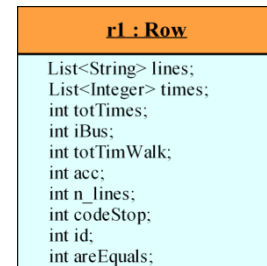 r1 : Row
List<String> lines;
List<Integer> times;
int totTimes;
int iBus;
int totTimWalk;
int acc;
int n_lines;
int codeStop;
int id;
int areEquals;